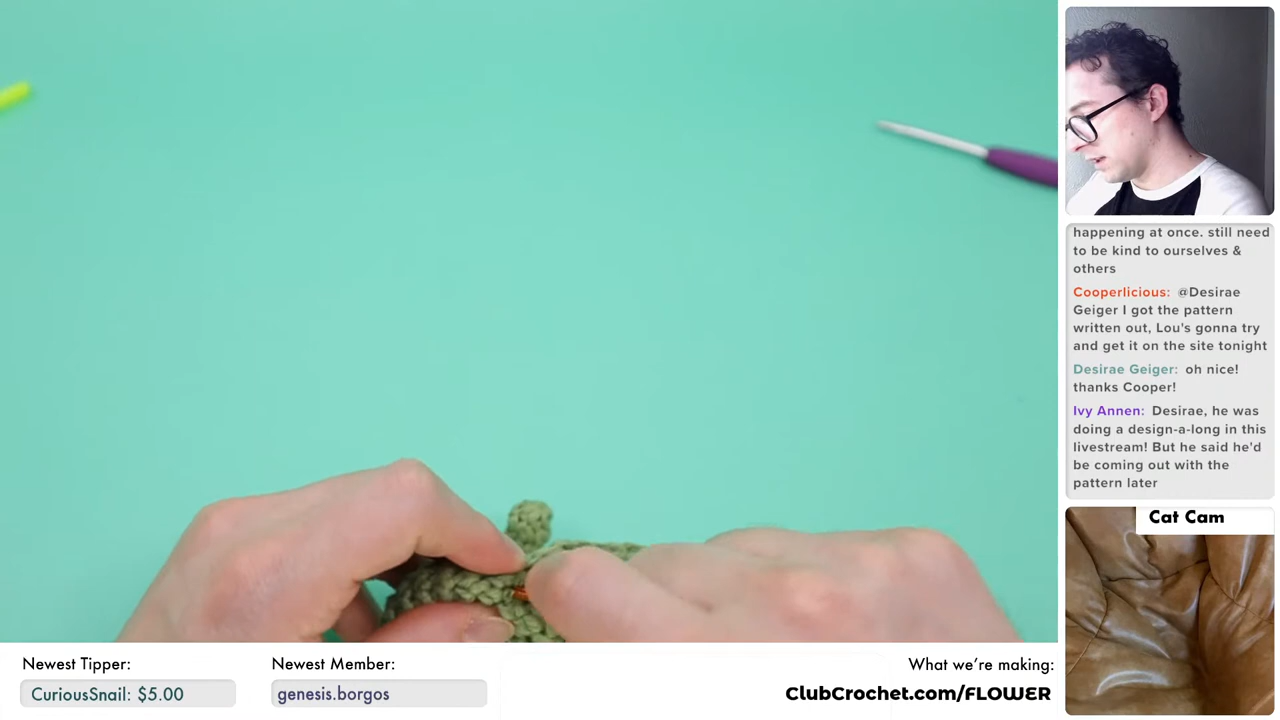 happening at once. still need
to be kind to ourselves &
others
Cooperlicious: @Desirae
Geiger I got the pattern
written out, Lou's gonna try
and get it on the site tonight
Desirae Geiger: oh nice!
thanks Cooper!
Ivy Annen: Desirae, he was
doing a design-a-long in this
livestream! But he said he'd
be coming out with the
pattern later
Cat Cam
Newest Tipper:
CuriousSnail: $5.00
Newest Member:
genesis.borgos
What we're making:
ClubCrochet.com/FLOWER